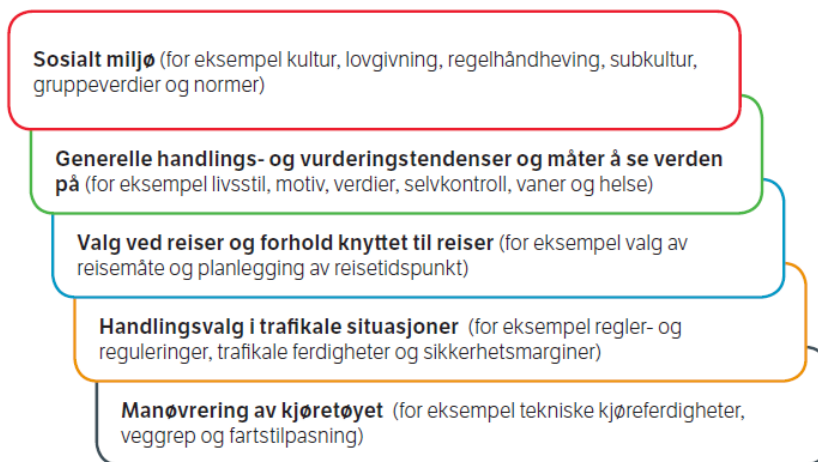 Sosialt miljø (for eksempel kultur, lovgivning, regelhåndheving, subkultur,
gruppeverdier og normer)
Generelle handlings- og vurderingstendenser og måter å se verden
på (for eksempel livsstil, motiv, verdier, selvkontroll, vaner og helse)
Valg ved reiser og forhold knyttet til reiser (for eksempel valg av
reisemåte og planlegging av reisetidspunkt)
Handlingsvalg i trafikale situasjoner (for eksempel regler- og
reguleringer, trafikale ferdigheter og sikkerhetsmarginer)
Manøvrering av kjøretøyet (for eksempel tekniske kjøreferdigheter,
veggrep og fartstilpasning)